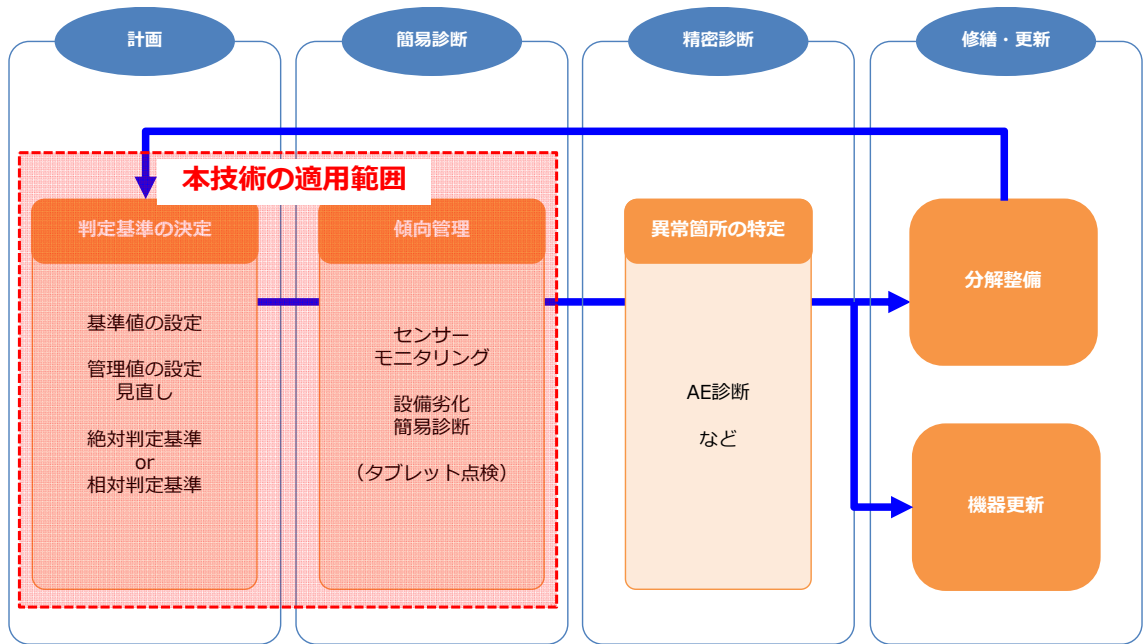 計画
簡易診断
精密診断
修繕・更新
本技術の適用範囲
判定基準の決定
基準値の設定
管理値の設定
見直し
絶対判定基準
or
相対判定基準
傾向管理
センサー
モニタリング
設備劣化
簡易診断
（タブレット点検）
異常箇所の特定
AE診断
など
分解整備
機器更新